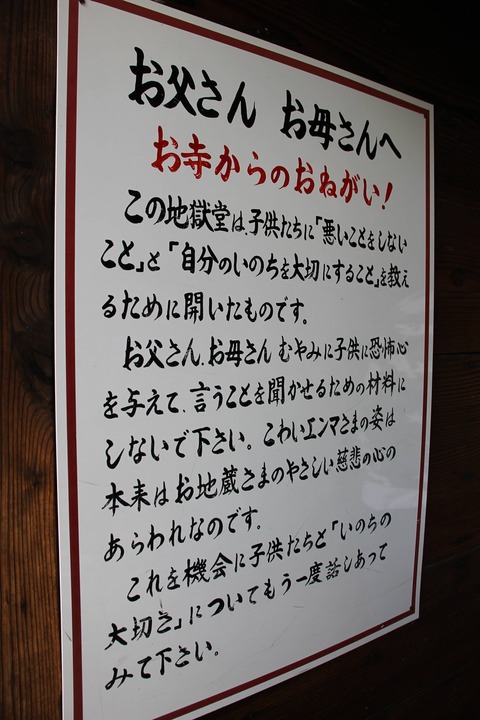 お父さん お母さんへ
お寺からのおねがい!
この地獄堂は、子供たちに「悪いことをしない
こと」と「自分のいのちを大切にすること」を教え
るために開いたものです。
お父さん、お母さん むやみに子供に恐怖心
を与えて、言うことを聞かせるための材料に
しないで下さい。こわいエンマさまの姿は
本来はお地蔵さまのやさしい慈悲の心の
あらわれなのです。
これを機会に子供たちと「いのちの
大切さ」についてもう一度話しあって
みて下さい。